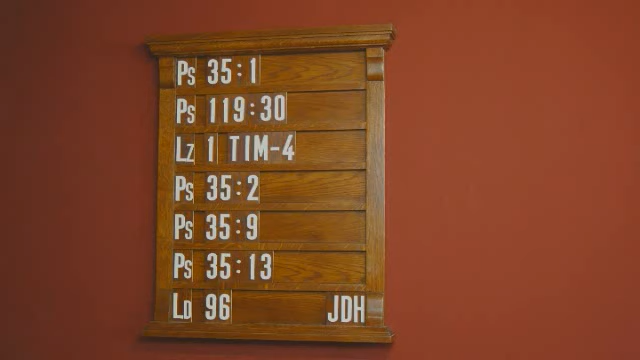 Ps 35:1
Ps 119:30
Lz 1 TIM-4
Ps 35:2
Ps 35:9
Ps 35:13
Ld 96 JDH